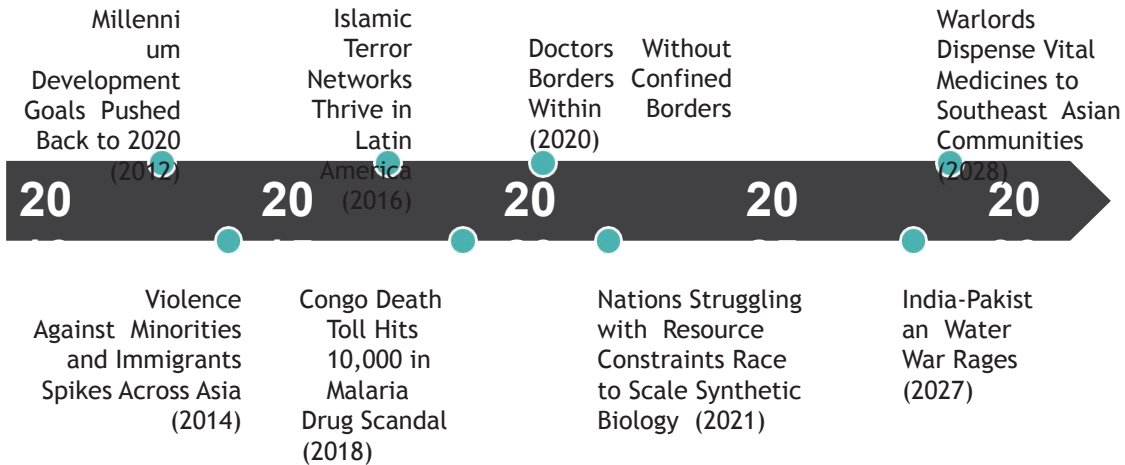 Millenni
um
Development
Goals Pushed
Back to 2020
(2012)
Islamic
Terror
Networks
Thrive in
Latin
America
(2016)
Doctors Without
Borders Confined
Within Borders
(2020)
Warlords
Dispense Vital
Medicines to
Southeast Asian
Communities
(2028)
20
20
20
20
20
Violence
Against Minorities
and Immigrants
Spikes Across Asia
(2014)
Congo Death
Toll Hits
10,000 in
Malaria
Drug Scandal
(2018)
Nations Struggling
with Resource
Constraints Race
to Scale Synthetic
Biology (2021)
India-Pakist
an Water
War Rages
(2027)